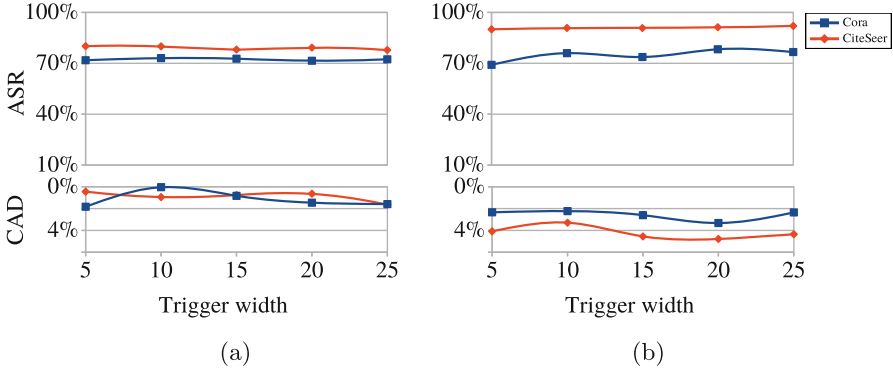 100%
70%
40%
10%
ASR
0%
4%
CAD
5 10 15 20 25
Trigger width
(a)
100%
70%
40%
10%
0%
4%
5 10 15 20 25
Trigger width
(b)
Cora
CiteSeer